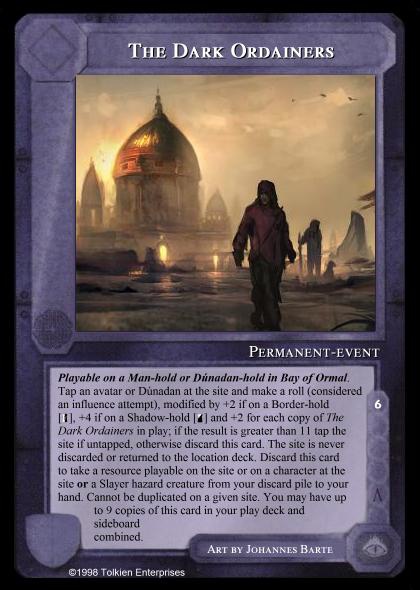 The Dark Ordainers
Permanent-event
Playable on a Man-hold or Dúnadan-hold in Bay of Ormal.
Tap an avatar or Dúnadan at the site and make a roll (considered
an influence attempt), modified by +2 if on a Border-hold
[], +4 if on a Shadow-hold [] and +2 for each copy of The
Dark Ordainers in play; if the result is greater than 11 tap the
site if untapped, otherwise discard this card. The site is never
discarded or returned to the location deck. Discard this card
to take a resource playable on the site or on a character at
the site or a Slayer hazard creature from your discard pile to your
hand. Cannot be duplicated on a given site. You may have up
to 9 copies of this card in your play deck and
sideboard
combined.
6
Art by Johannes Barte
©1998 Tolkien Enterprises